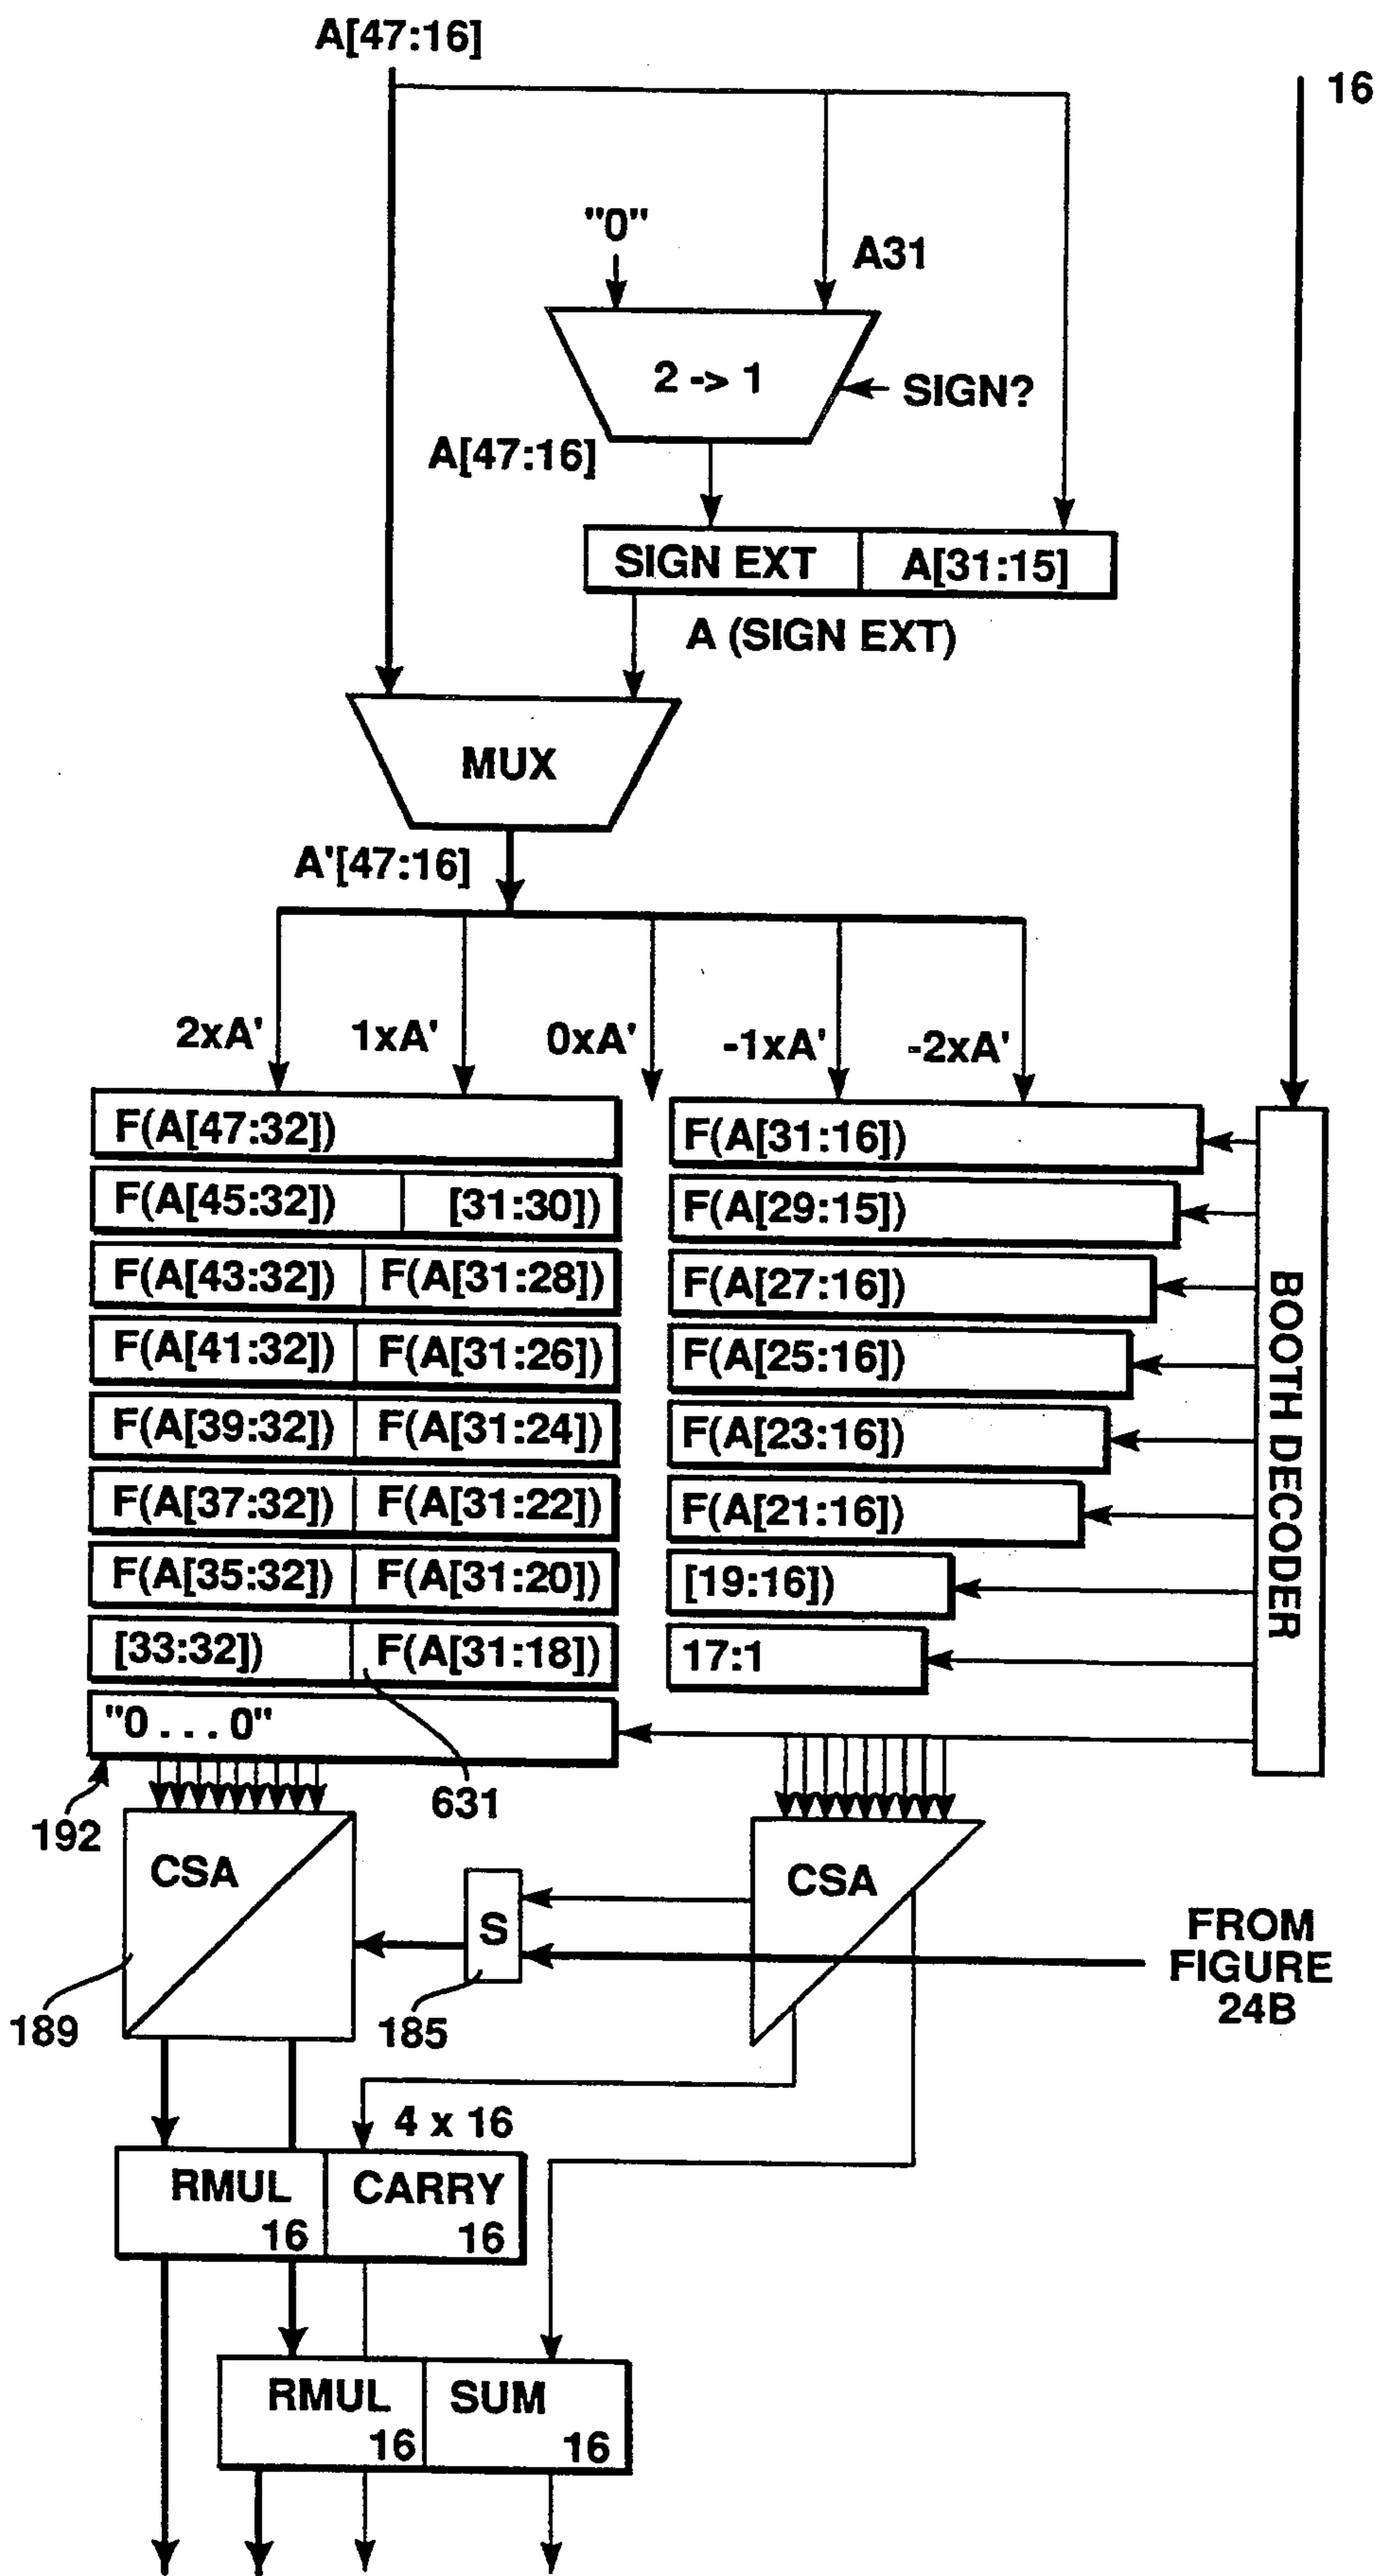 A[47:16]
16
"0"
A31
2 -> 1
SIGN?
A[47:16]
SIGN EXT
A[31:15]
A (SIGN EXT)
MUX
A'[47:16]
2xA'
1xA'
0xA'
-1xA'
-2xA'
F(A[47:32])
F(A[31:16])
F(A[45:32])
[31:30])
F(A[29:15])
F(A[43:32])
F(A[31:28])
F(A[27:16])
F(A[41:32])
F(A[31:26])
F(A[25:16])
F(A[39:32])
F(A[31:24])
F(A[23:16])
F(A[37:32])
F(A[31:22])
F(A[21:16])
F(A[35:32])
F(A[31:20])
[19:16])
[33:32])
F(A[31:18])
17:1
BOOTH DECODER
"0 . . . 0"
631
192
CSA
CSA
S
FROM
FIGURE
24B
189
185
4 x 16
RMUL
16
CARRY
16
RMUL
16
SUM
16